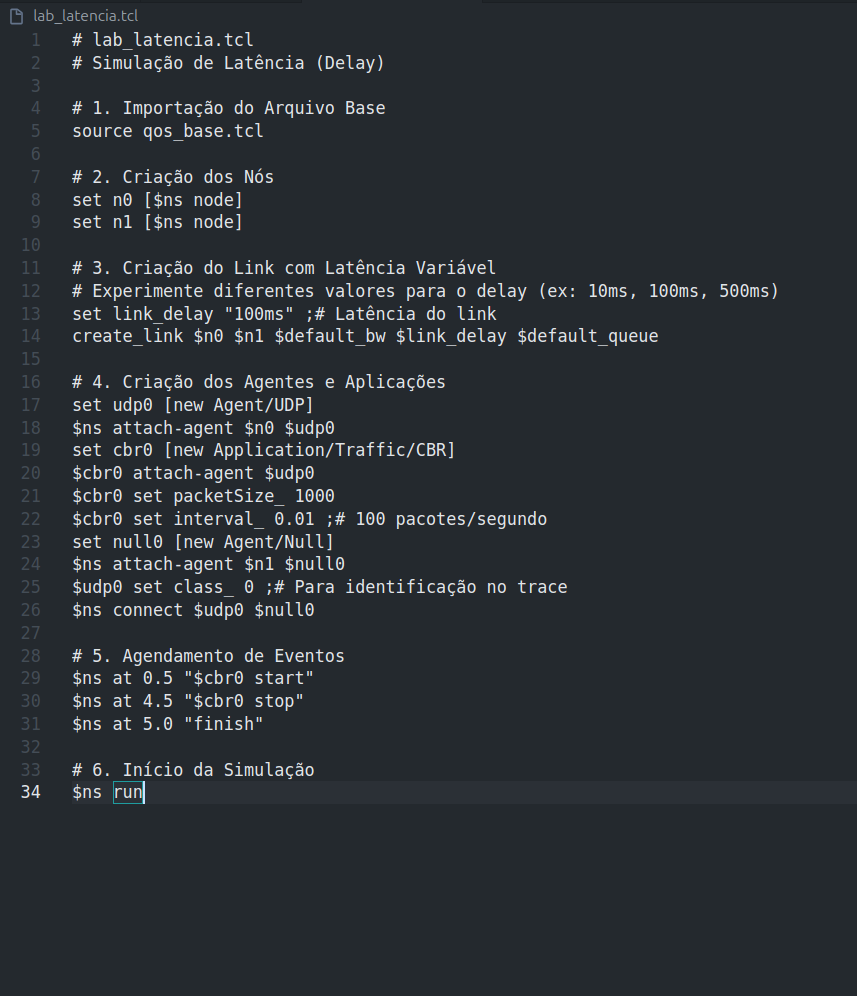 lab_latencia.tcl
1 # lab_latencia.tcl
2 # Simulação de Latência (Delay)
3
4 # 1. Importação do Arquivo Base
5 source qos_base.tcl
6
7 # 2. Criação dos Nós
8 set n0 [$ns node]
9 set n1 [$ns node]
10
11 # 3. Criação do Link com Latência Variável
12 # Experimente diferentes valores para o delay (ex: 10ms, 100ms, 500ms)
13 set link_delay "100ms" ;# Latência do link
14 create_link $n0 $n1 $default_bw $link_delay $default_queue
15
16 # 4. Criação dos Agentes e Aplicações
17 set udp0 [new Agent/UDP]
18 $ns attach-agent $n0 $udp0
19 set cbr0 [new Application/Traffic/CBR]
20 $cbr0 attach-agent $udp0
21 $cbr0 set packetSize_ 1000
22 $cbr0 set interval_ 0.01 ;# 100 pacotes/segundo
23 set null0 [new Agent/Null]
24 $ns attach-agent $n1 $null0
25 $udp0 set class_ 0 ;# Para identificação no trace
26 $ns connect $udp0 $null0
27
28 # 5. Agendamento de Eventos
29 $ns at 0.5 "$cbr0 start"
30 $ns at 4.5 "$cbr0 stop"
31 $ns at 5.0 "finish"
32
33 # 6. Início da Simulação
34 $ns run